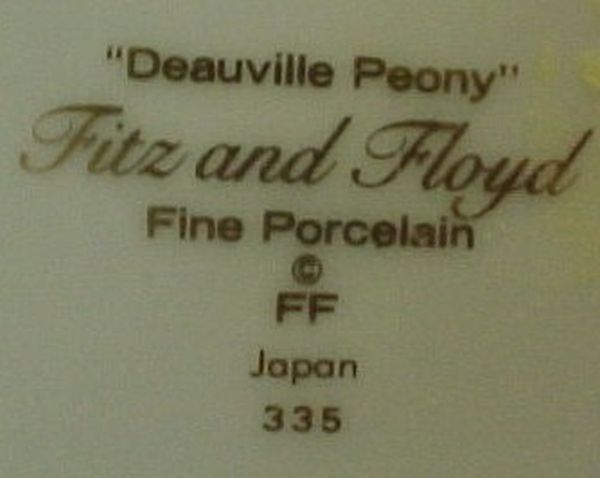 "Deauville Peony"
Fitz and Floyd
Fine Porcelain
©
FF
Japan
335